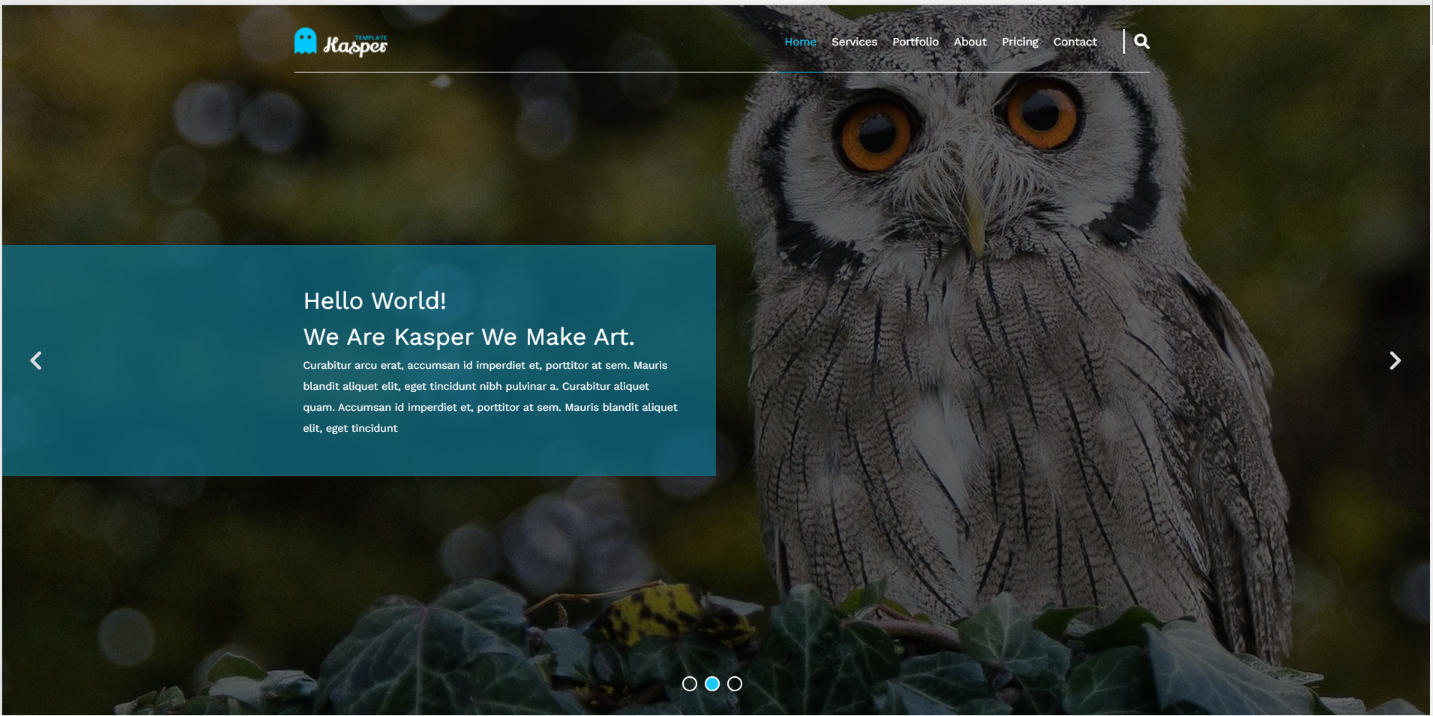 TEMPLATE
Kasper
Home Services Portfolio About Pricing Contact
Hello World!
We Are Kasper We Make Art.
Curabitur arcu erat, accumsan id imperdiet et, porttitor at sem. Mauris
blandit aliquet elit, eget tincidunt nibh pulvinar a. Curabitur aliquet
quam. Accumsan id imperdiet et, porttitor at sem. Mauris blandit aliquet
elit, eget tincidunt